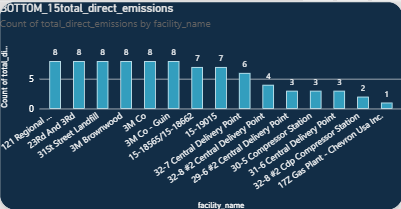 BOTTOM_15total_direct_emissions
Count of total_direct_emissions by facility_name
Count of total_di...
8 8 8 8 8 8 7 7 6 4 3 3 3 2 1
5
0
121 Regional ...
23Rd And 3Rd
31St Street Landfill
3M Brownwood
3M Co
3M Co - Guin
15-18565/15-18662
15-19015
32-7 Central Delivery Point
32-8 #2 Central Delivery Point
29-6 #2 Central Delivery Point
30-5 Compressor Station
31-6 Central Delivery Point
32-8 #2 Cdp Compressor Station
17Z Gas Plant - Chevron Usa Inc.
facility_name